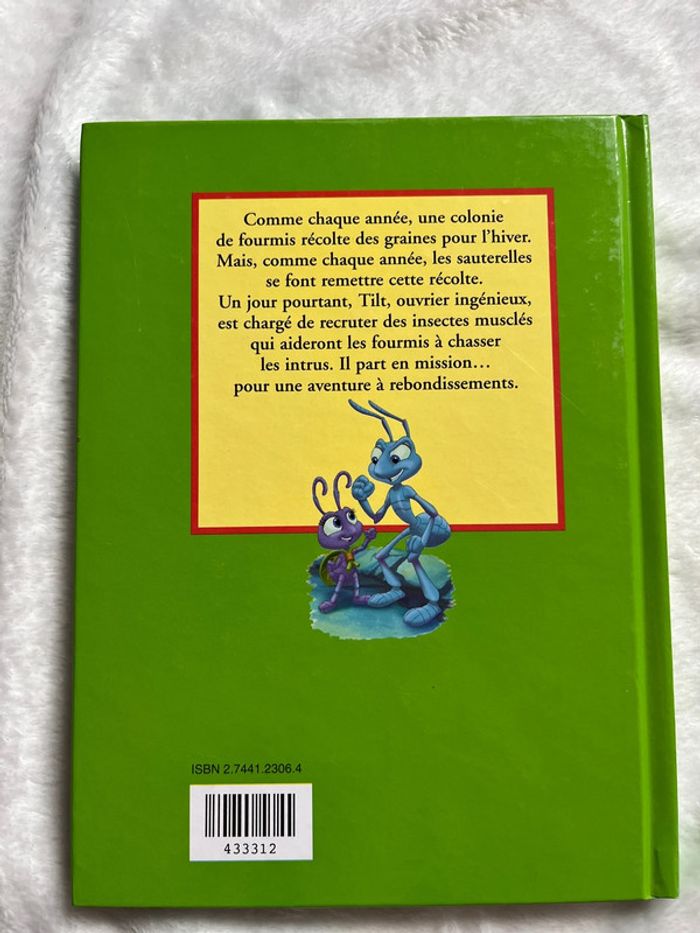 Comme chaque année, une colonie
de fourmis récolte des graines pour l'hiver.
Mais, comme chaque année, les sauterelles
se font remettre cette récolte.
Un jour pourtant, Tilt, ouvrier ingénieux,
est chargé de recruter des insectes musclés
qui aideront les fourmis à chasser
les intrus. Il part en mission...
pour une aventure à rebondissements.
ISBN 2.7441.2306.4
433312